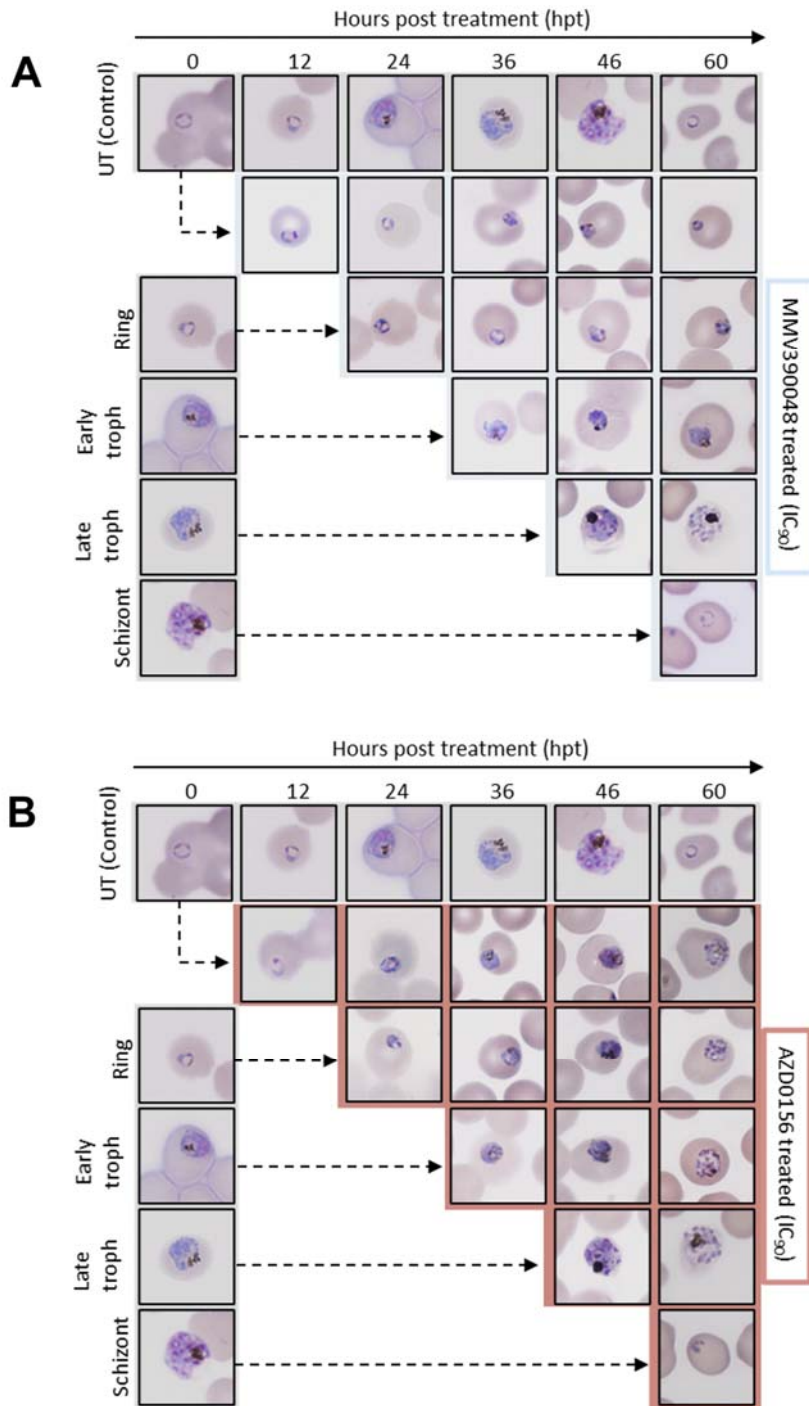 Hours post treatment (hpt)
0 12 24 36 46 60
A
UT (Control)
Ring
Early
troph
Late
troph
Schizont
MMV390048 treated (IC₉₀)
Hours post treatment (hpt)
0 12 24 36 46 60
B
UT (Control)
Ring
Early
troph
Late
troph
Schizont
AZD0156 treated (IC₉₀)